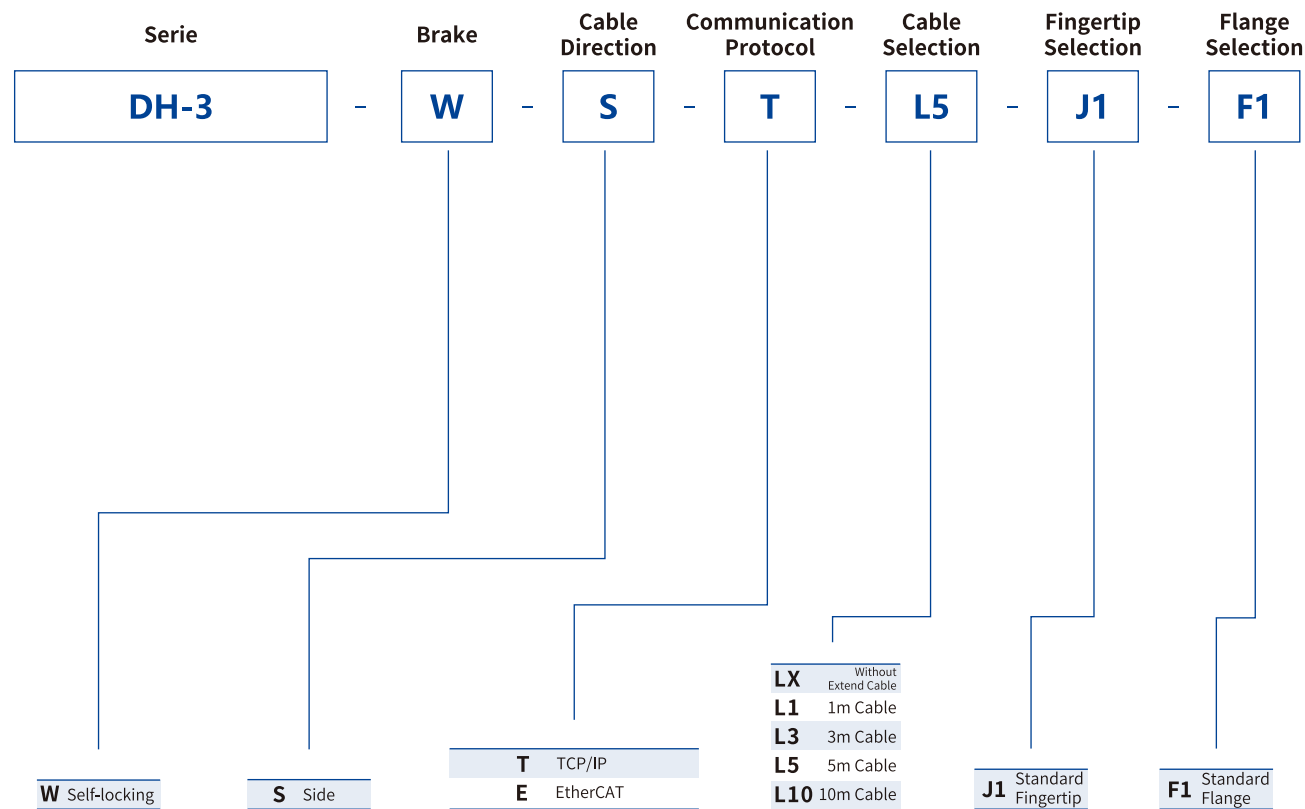 Serie
Brake
Cable
Direction
Communication
Protocol
Cable
Selection
Fingertip
Selection
Flange
Selection
DH-3 - W - S - T - L5 - J1 - F1
W Self-locking
S Side
T TCP/IP
E EtherCAT
LX Without
Extend Cable
L1 1m Cable
L3 3m Cable
L5 5m Cable
L10 10m Cable
J1 Standard
Fingertip
F1 Standard
Flange